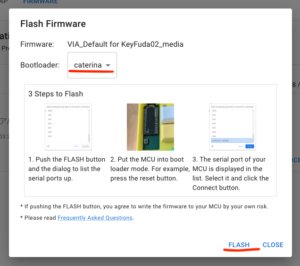 FIRMWARE
Flash Firmware
Firmware: VIA_Default for KeyFuda02_media
Bootloader: caterina
3 Steps to Flash
1. Push the FLASH button
and the dialog to list the
serial ports up.
2. Put the MCU into boot
loader mode. For example,
press the reset button.
3. The serial port of your
MCU is displayed in the
list. Select it and click the
Connect button.
* If pushing the FLASH button, you agree to write the firmware to your MCU by your own risk.
* Please read Frequently Asked Questions.
FLASH CLOSE